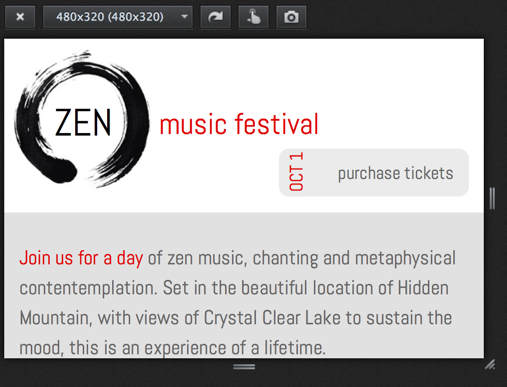 480x320 (480x320)
ZEN
music festival
OCT 1
purchase tickets
Join us for a day of zen music, chanting and metaphysical
contentemplation. Set in the beautiful location of Hidden
Mountain, with views of Crystal Clear Lake to sustain the
mood, this is an experience of a lifetime.